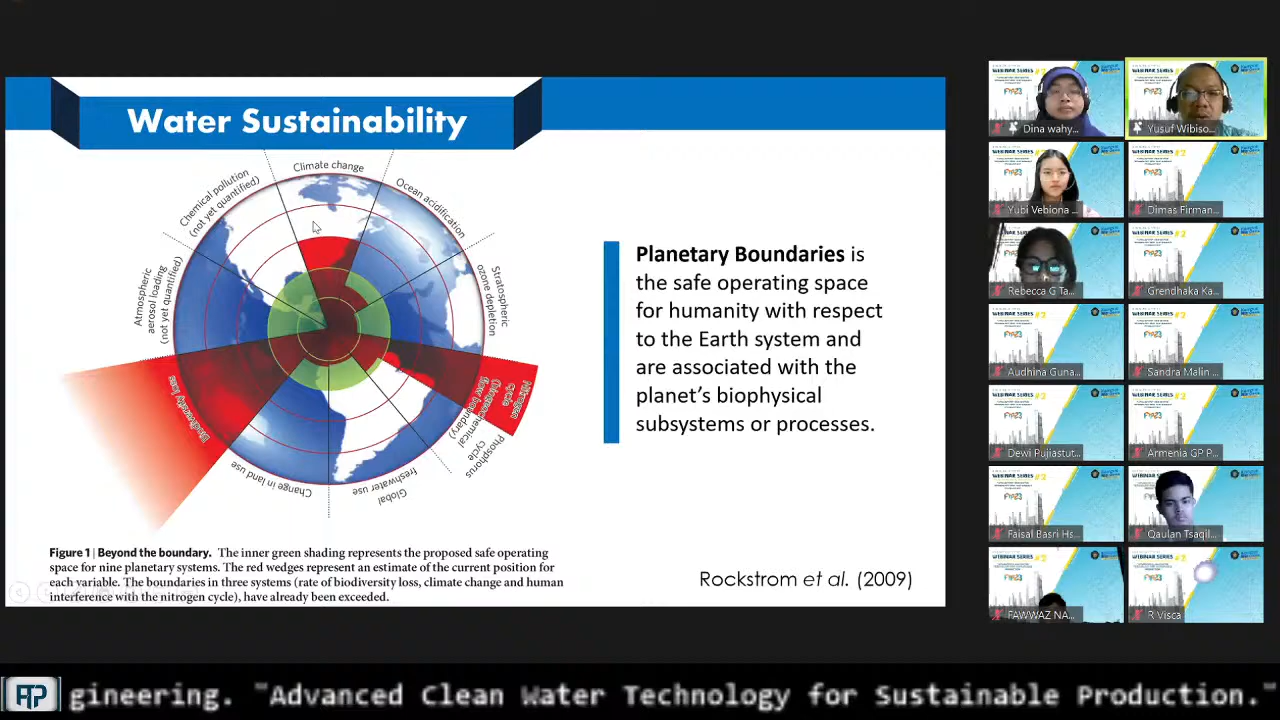 Water Sustainability
Climate change
Ocean acidification
Stratospheric
ozone depletion
Nitrogen
cycle
(biogeochemical
flow boundary)
Phosphorus
cycle
Global
freshwater use
Change in land use
Biodiversity loss
Atmospheric
aerosol loading
(not yet quantified)
Chemical pollution
(not yet quantified)
Planetary Boundaries is
the safe operating space
for humanity with respect
to the Earth system and
are associated with the
planet's biophysical
subsystems or processes.
Figure 1 | Beyond the boundary. The inner green shading represents the proposed safe operating
space for nine planetary systems. The red wedges represent an estimate of the current position for
each variable. The boundaries in three systems (rate of biodiversity loss, climate change and human
interference with the nitrogen cycle), have already been exceeded.
Rockstrom et al. (2009)
WEBINAR SERIES #2
Dina wahy...
Yusuf Wibiso...
Yubi Vebiona ...
Dimas Firman...
Rebecca G Ta...
Grendhaka Ka...
Audhina Guna...
Sandra Malin ...
Dewi Pujiastut...
Armenia GP P...
Faisal Basri Hs...
Qaulan Tsaqil...
FAWWAZ NA...
R Visca
gineering. "Advanced Clean Water Technology for Sustainable Production."